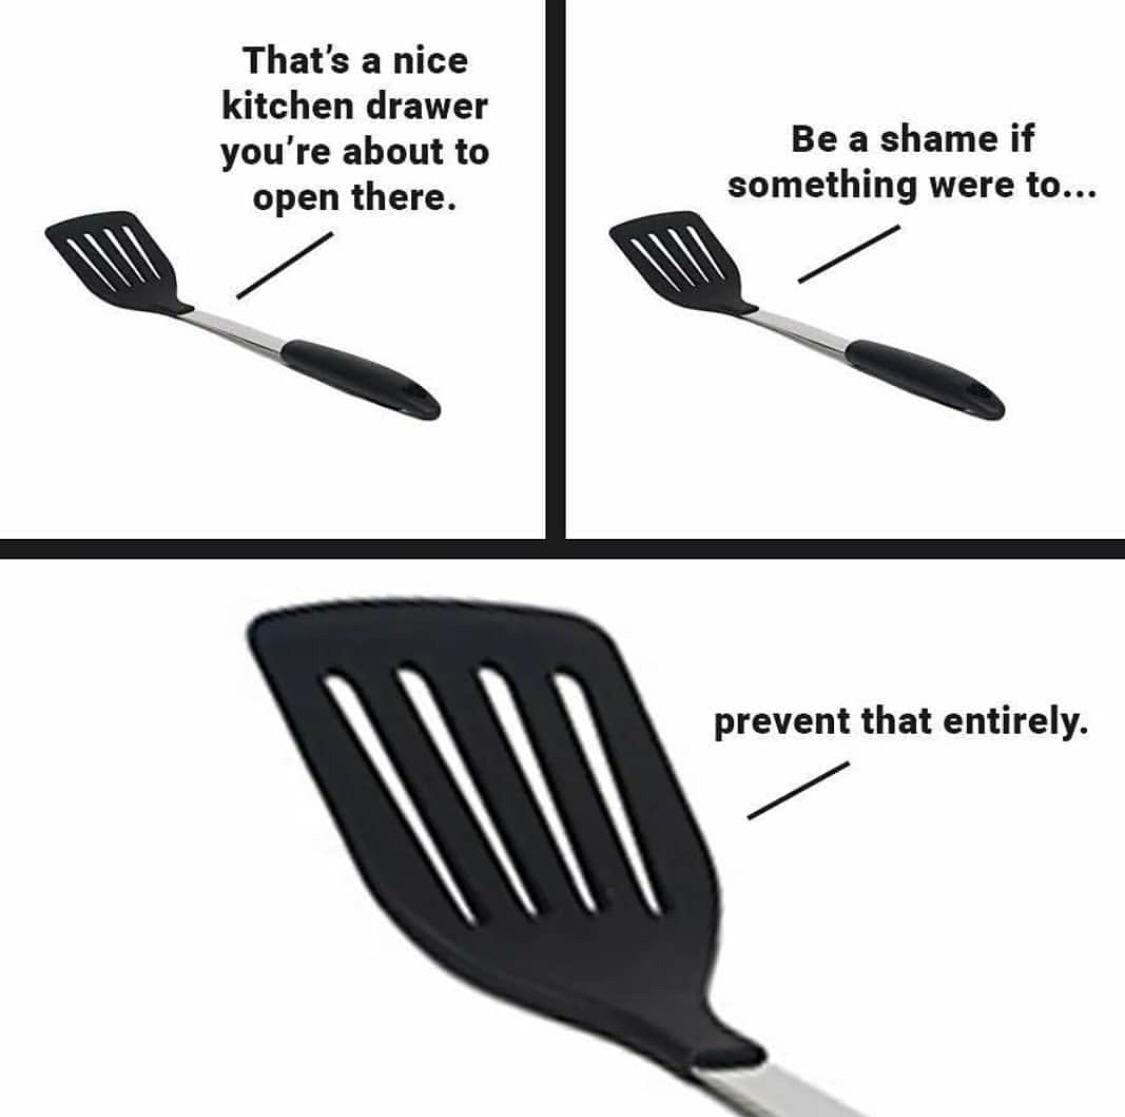 That's a nice
kitchen drawer
you're about to
open there.
Be a shame if
something were to...
prevent that entirely.